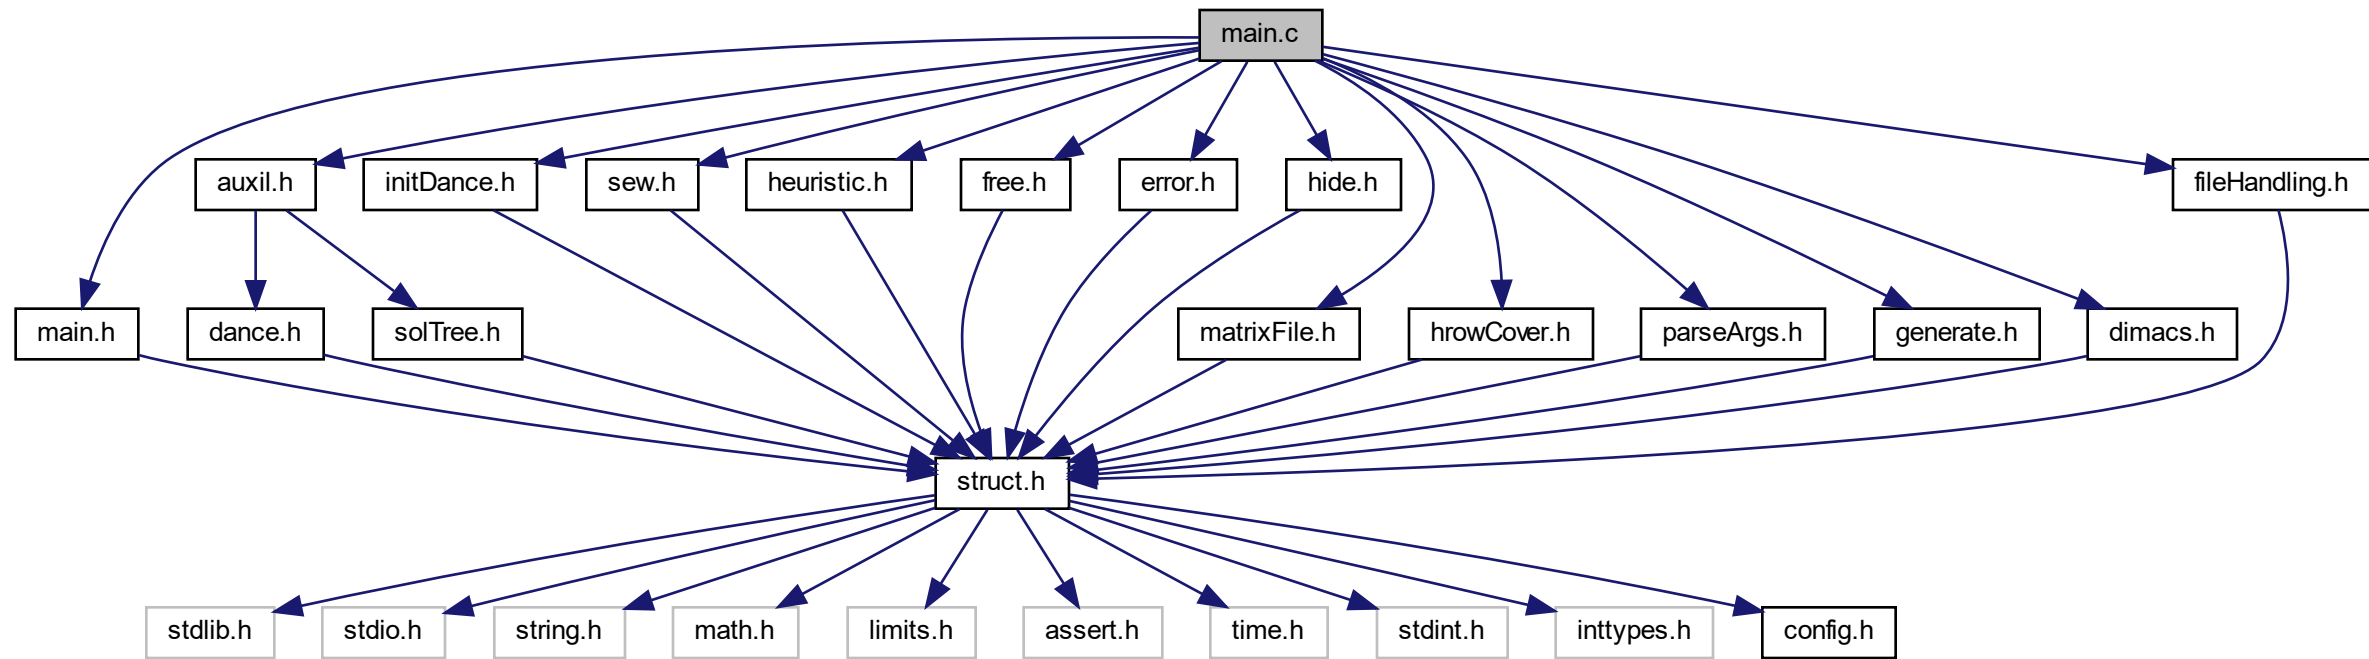 main.c
auxil.h
initDance.h
sew.h
heuristic.h
free.h
error.h
hide.h
fileHandling.h
main.h
dance.h
solTree.h
matrixFile.h
hrowCover.h
parseArgs.h
generate.h
dimacs.h
struct.h
stdlib.h
stdio.h
string.h
math.h
limits.h
assert.h
time.h
stdint.h
inttypes.h
config.h